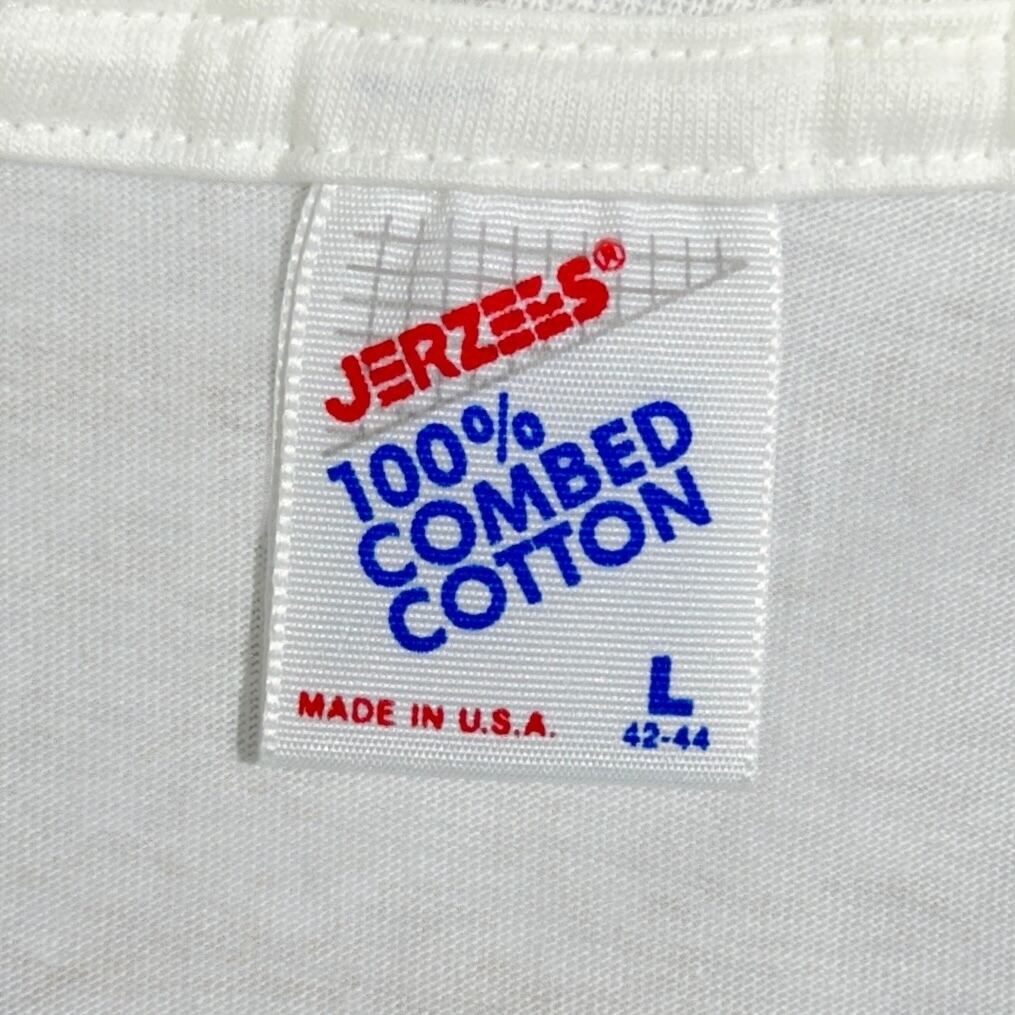 JERZEES®
100%
COMBED
COTTON
L
MADE IN U.S.A.
42-44